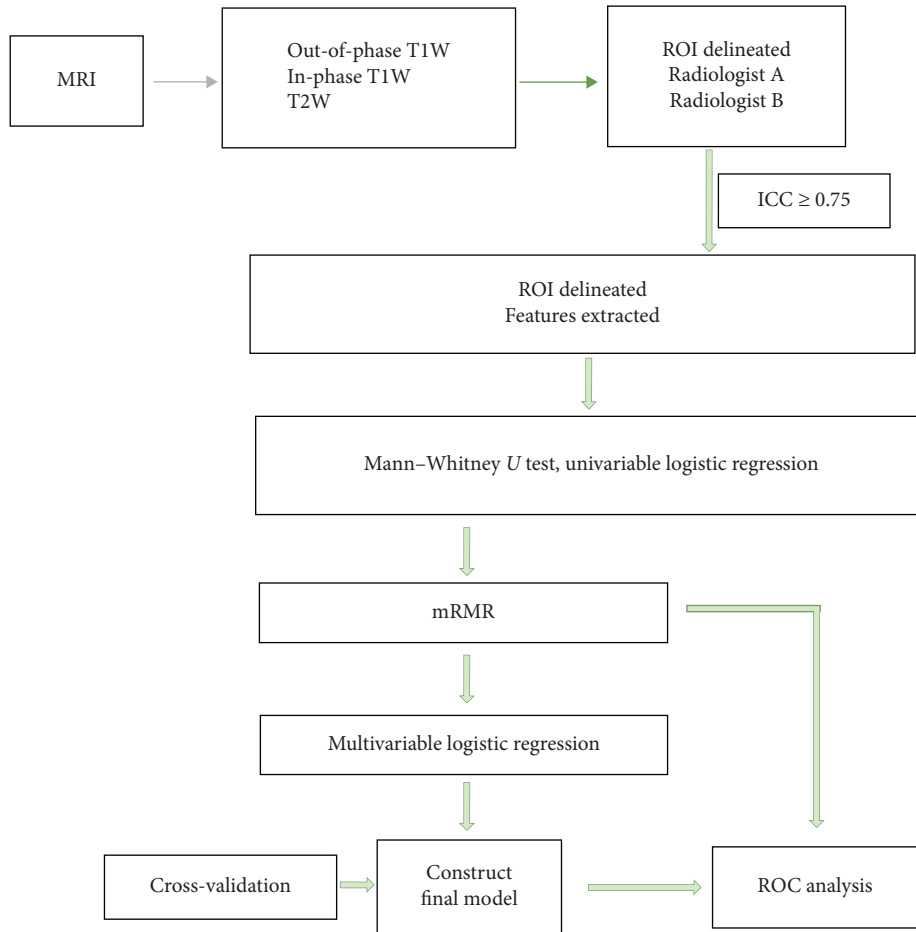 MRI
Out-of-phase T1W
In-phase T1W
T2W
ROI delineated
Radiologist A
Radiologist B
ICC ≥ 0.75
ROI delineated
Features extracted
Mann–Whitney U test, univariable logistic regression
mRMR
Multivariable logistic regression
Cross-validation
Construct
final model
ROC analysis